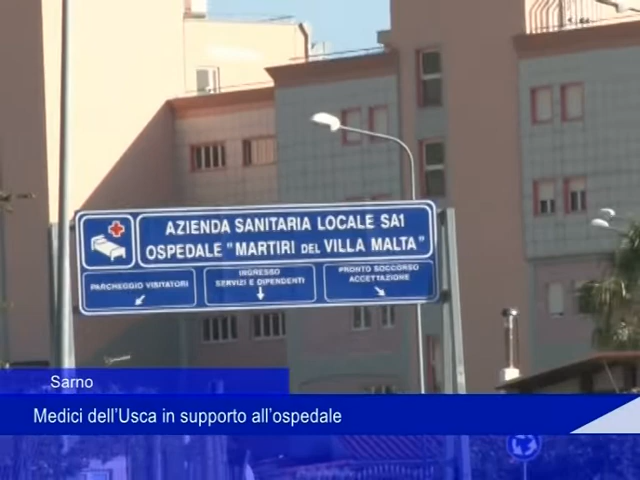 AZIENDA SANITARIA LOCALE SA1
OSPEDALE "MARTIRI DEL VILLA MALTA"
PARCHEGGIO VISITATORI
INGRESSO
SERVIZI E DIPENDENTI
PRONTO SOCCORSO
ACCETTAZIONE
Sarno
Medici dell'Usca in supporto all'ospedale